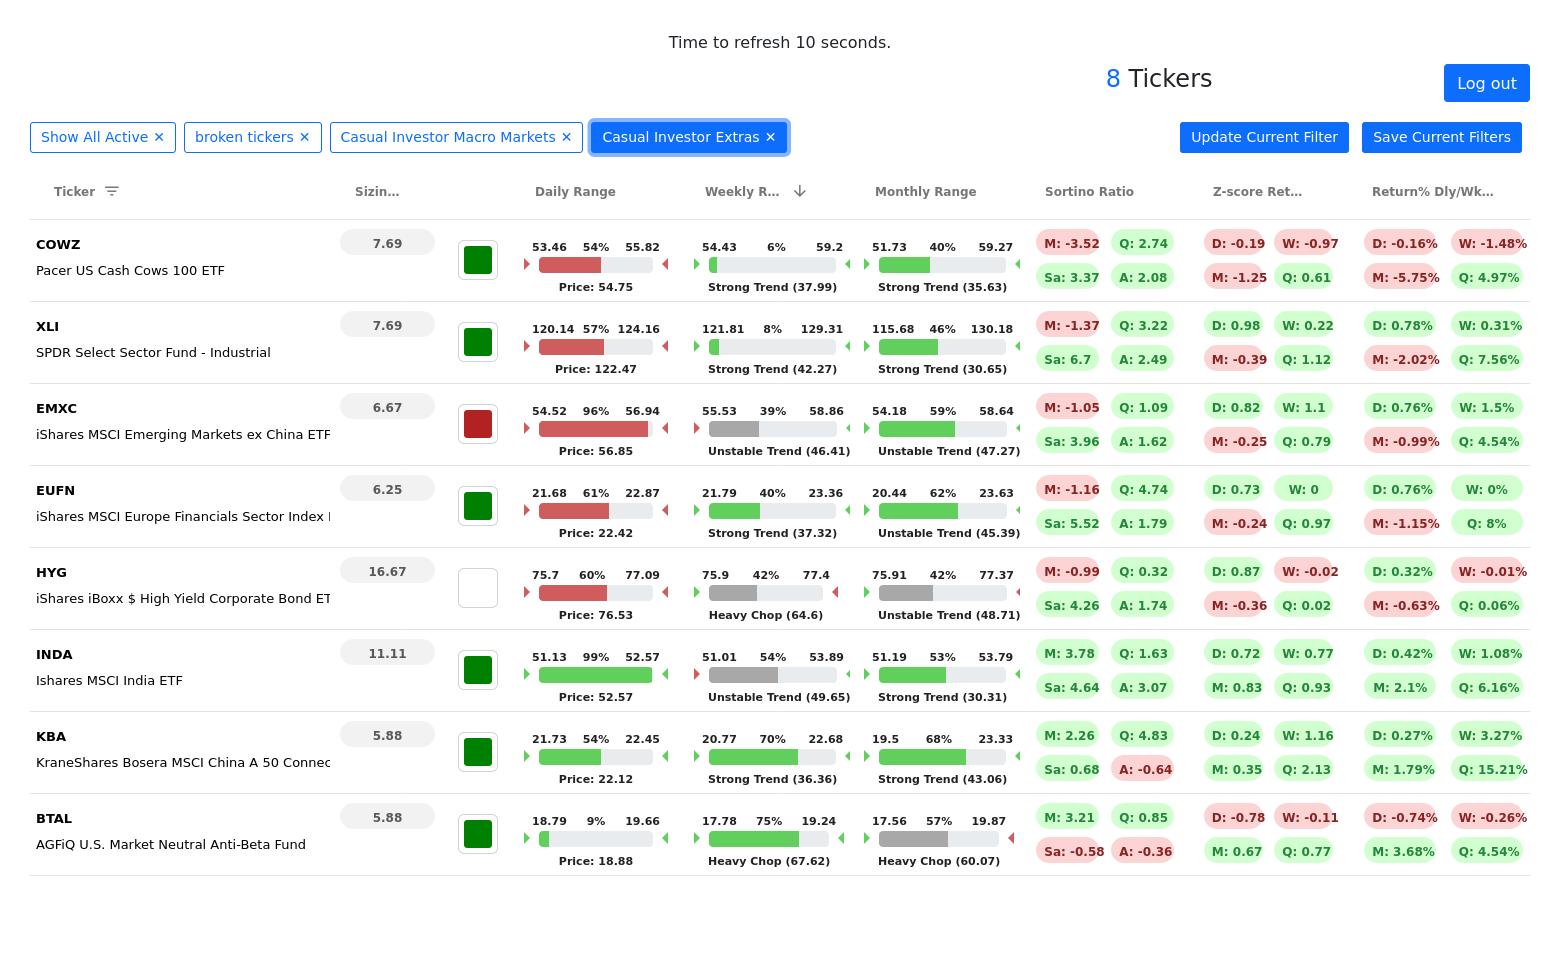 Time to refresh 10 seconds.
8 Tickers
Log out
Show All Active ✕ broken tickers ✕ Casual Investor Macro Markets ✕ Casual Investor Extras ✕ Update Current Filter Save Current Filters
Ticker Sizin... Daily Range Weekly R... Monthly Range Sortino Ratio Z-score Ret... Return% Dly/Wk...
COWZ 7.69 53.46 54% 55.82 54.43 6% 59.2 51.73 40% 59.27 M: -3.52 Q: 2.74 D: -0.19 W: -0.97 D: -0.16% W: -1.48%
Pacer US Cash Cows 100 ETF Price: 54.75 Strong Trend (37.99) Strong Trend (35.63) Sa: 3.37 A: 2.08 M: -1.25 Q: 0.61 M: -5.75% Q: 4.97%
XLI 7.69 120.14 57% 124.16 121.81 8% 129.31 115.68 46% 130.18 M: -1.37 Q: 3.22 D: 0.98 W: 0.22 D: 0.78% W: 0.31%
SPDR Select Sector Fund - Industrial Price: 122.47 Strong Trend (42.27) Strong Trend (30.65) Sa: 6.7 A: 2.49 M: -0.39 Q: 1.12 M: -2.02% Q: 7.56%
EMXC 6.67 54.52 96% 56.94 55.53 39% 58.86 54.18 59% 58.64 M: -1.05 Q: 1.09 D: 0.82 W: 1.1 D: 0.76% W: 1.5%
iShares MSCI Emerging Markets ex China ETF Price: 56.85 Unstable Trend (46.41) Unstable Trend (47.27) Sa: 3.96 A: 1.62 M: -0.25 Q: 0.79 M: -0.99% Q: 4.54%
EUFN 6.25 21.68 61% 22.87 21.79 40% 23.36 20.44 62% 23.63 M: -1.16 Q: 4.74 D: 0.73 W: 0 D: 0.76% W: 0%
iShares MSCI Europe Financials Sector Index Price: 22.42 Strong Trend (37.32) Unstable Trend (45.39) Sa: 5.52 A: 1.79 M: -0.24 Q: 0.97 M: -1.15% Q: 8%
HYG 16.67 75.7 60% 77.09 75.9 42% 77.4 75.91 42% 77.37 M: -0.99 Q: 0.32 D: 0.87 W: -0.02 D: 0.32% W: -0.01%
iShares iBoxx $ High Yield Corporate Bond ET Price: 76.53 Heavy Chop (64.6) Unstable Trend (48.71) Sa: 4.26 A: 1.74 M: -0.36 Q: 0.02 M: -0.63% Q: 0.06%
INDA 11.11 51.13 99% 52.57 51.01 54% 53.89 51.19 53% 53.79 M: 3.78 Q: 1.63 D: 0.72 W: 0.77 D: 0.42% W: 1.08%
Ishares MSCI India ETF Price: 52.57 Unstable Trend (49.65) Strong Trend (30.31) Sa: 4.64 A: 3.07 M: 0.83 Q: 0.93 M: 2.1% Q: 6.16%
KBA 5.88 21.73 54% 22.45 20.77 70% 22.68 19.5 68% 23.33 M: 2.26 Q: 4.83 D: 0.24 W: 1.16 D: 0.27% W: 3.27%
KraneShares Bosera MSCI China A 50 Connec Price: 22.12 Strong Trend (36.36) Strong Trend (43.06) Sa: 0.68 A: -0.64 M: 0.35 Q: 2.13 M: 1.79% Q: 15.21%
BTAL 5.88 18.79 9% 19.66 17.78 75% 19.24 17.56 57% 19.87 M: 3.21 Q: 0.85 D: -0.78 W: -0.11 D: -0.74% W: -0.26%
AGFiQ U.S. Market Neutral Anti-Beta Fund Price: 18.88 Heavy Chop (67.62) Heavy Chop (60.07) Sa: -0.58 A: -0.36 M: 0.67 Q: 0.77 M: 3.68% Q: 4.54%